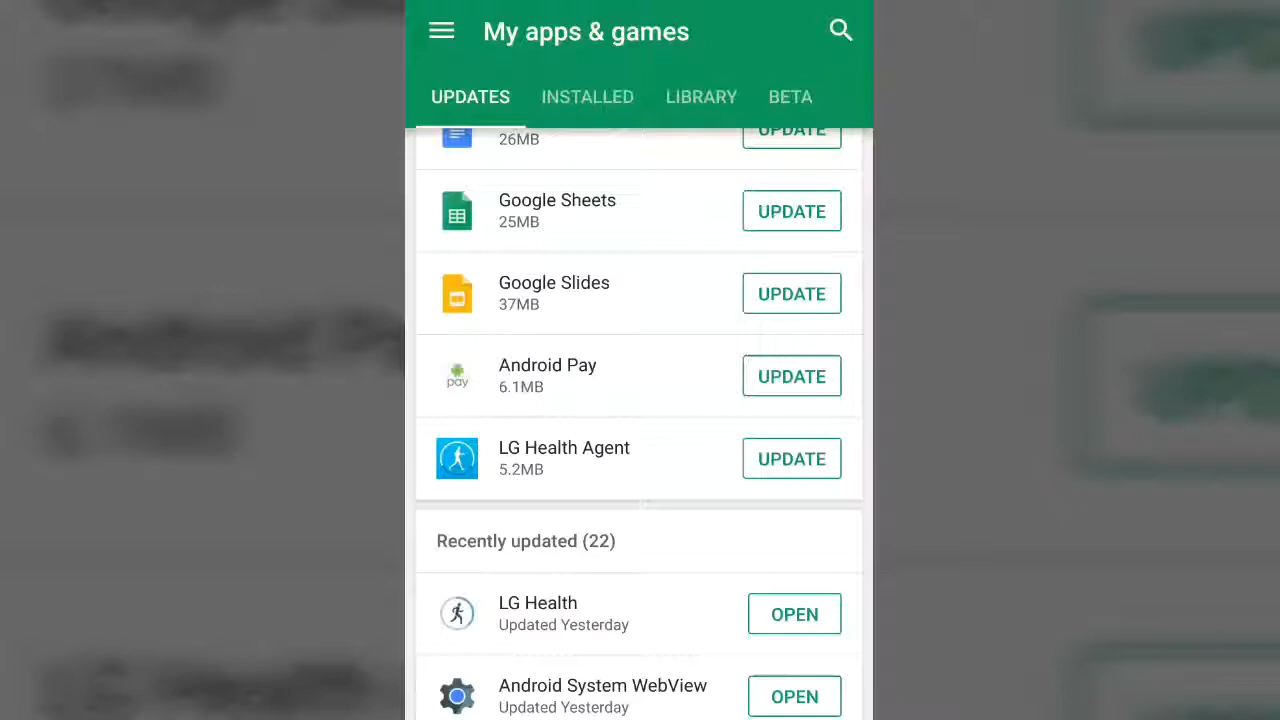 My apps & games
UPDATES INSTALLED LIBRARY BETA
26MB
UPDATE
Google Sheets
25MB
UPDATE
Google Slides
37MB
UPDATE
pay
Android Pay
6.1MB
UPDATE
LG Health Agent
5.2MB
UPDATE
Recently updated (22)
LG Health
Updated Yesterday
OPEN
Android System WebView
Updated Yesterday
OPEN